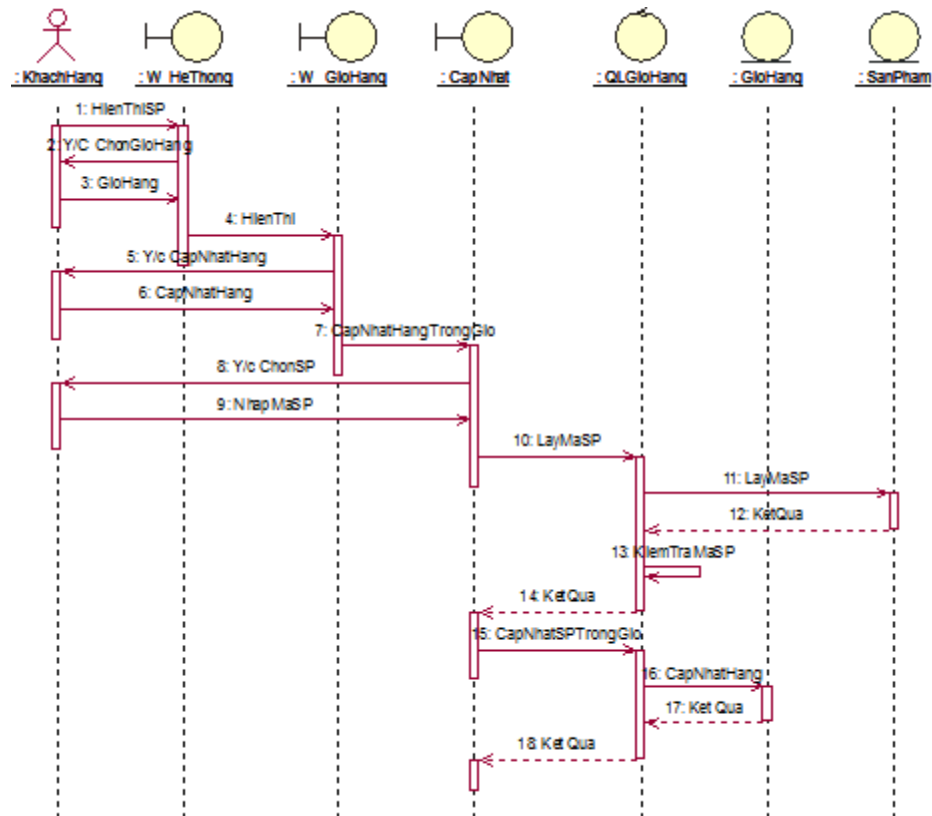 : KhachHang
: W_HeThong
: W_GioHang
: CapNhat
: QLGioHang
: GioHang
: SanPham
1: HienThiSP
2: Y/C ChonGioHang
3: GioHang
4: HienThi
5: Y/c CapNhatHang
6: CapNhatHang
7: CapNhatHangTrongGio
8: Y/c ChonSP
9: NhapMaSP
10: LayMaSP
11: LayMaSP
12: KetQua
13: KiemTraMaSP
14: KetQua
15: CapNhatSPTrongGio
16: CapNhatHang
17: Ket Qua
18: Ket Qua